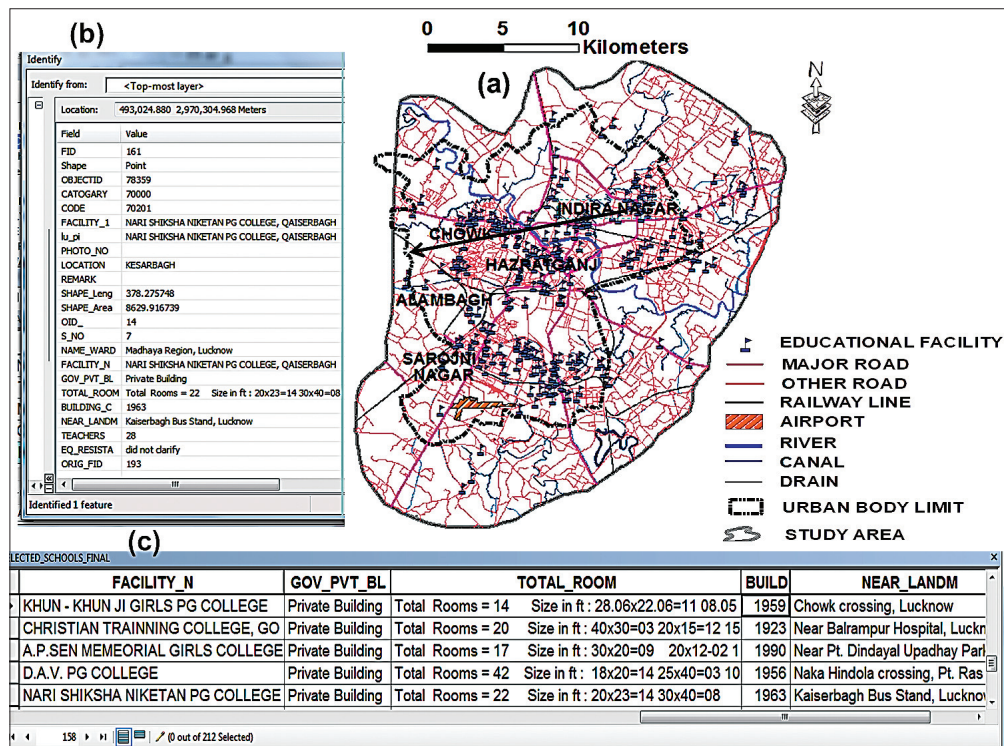 (b)
Identify
Identify from: <Top-most layer>
Location: 493,024.880 2,970,304.968 Meters
Field Value
FID 161
Shape Point
OBJECTID 78359
CATOGARY 70000
CODE 70201
FACILITY_1 NARI SHIKSHA NIKETAN PG COLLEGE, QAISERBAGH
lu_pi NARI SHIKSHA NIKETAN PG COLLEGE, QAISERBAGH
PHOTO_NO
LOCATION KESARBAGH
REMARK
SHAPE_Leng 378.275748
SHAPE_Area 8629.916739
OID_ 14
S_NO 7
NAME_WARD Madhaya Region, Lucknow
FACILITY_N NARI SHIKSHA NIKETAN PG COLLEGE, QAISERBAGH
GOV_PVT_BL Private Building
TOTAL_ROOM Total Rooms = 22 Size in ft : 20x23=14 30x40=08
BUILDING_C 1963
NEAR_LANDM Kaiserbagh Bus Stand, Lucknow
TEACHERS 28
EQ_RESISTA did not clarify
ORIG_FID 193
Identified 1 feature
0 5 10
Kilometers
(a)
N
INDIRA NAGAR
CHOWK
HAZRATGANJ
ALAMBAGH
SAROJNI
NAGAR
EDUCATIONAL FACILITY
MAJOR ROAD
OTHER ROAD
RAILWAY LINE
AIRPORT
RIVER
CANAL
DRAIN
URBAN BODY LIMIT
STUDY AREA
(c)
LECTED_SCHOOLS_FINAL
FACILITY_N GOV_PVT_BL TOTAL_ROOM BUILD NEAR_LANDM
KHUN - KHUN JI GIRLS PG COLLEGE Private Building Total Rooms = 14 Size in ft : 28.06x22.06=11 08.05 1959 Chowk crossing, Lucknow
CHRISTIAN TRAINNING COLLEGE, GO Private Building Total Rooms = 20 Size in ft : 40x30=03 20x15=12 15 1923 Near Balrampur Hospital, Luckn
A.P.SEN MEMEORIAL GIRLS COLLEGE Private Building Total Rooms = 17 Size in ft : 30x20=09 20x12-02 1 1990 Near Pt. Dindayal Upadhay Park
D.A.V. PG COLLEGE Private Building Total Rooms = 42 Size in ft : 18x20=14 25x40=03 10 1956 Naka Hindola crossing, Pt. Ras
NARI SHIKSHA NIKETAN PG COLLEGE Private Building Total Rooms = 22 Size in ft : 20x23=14 30x40=08 1963 Kaiserbagh Bus Stand, Lucknow
158 (0 out of 212 Selected)